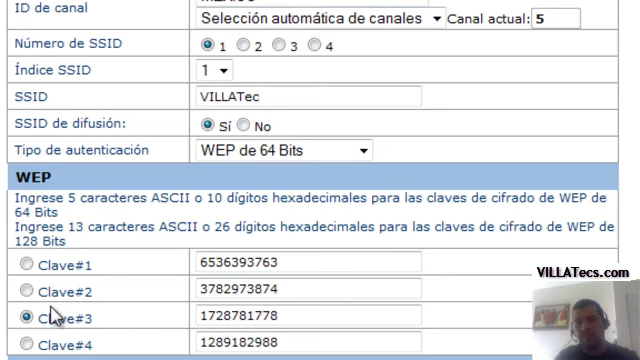 ID de canal
Selección automática de canales Canal actual: 5
Número de SSID 1 2 3 4
Índice SSID 1
SSID VILLATec
SSID de difusión: Sí No
Tipo de autenticación WEP de 64 Bits
WEP
Ingrese 5 caracteres ASCII o 10 dígitos hexadecimales para las claves de cifrado de WEP de
64 Bits
Ingrese 13 caracteres ASCII o 26 dígitos hexadecimales para las claves de cifrado de WEP de
128 Bits
Clave#1 6536393763
VILLATecs.com
Clave#2 3782973874
Clave#3 1728781778
Clave#4 1289182988